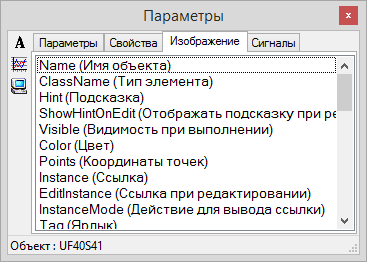 Параметры
x
A
Параметры Свойства Изображение Сигналы
Name (Имя объекта)
ClassName (Тип элемента)
Hint (Подсказка)
ShowHintOnEdit (Отображать подсказку при ре
Visible (Видимость при выполнении)
Color (Цвет)
Points (Координаты точек)
Instance (Ссылка)
EditInstance (Ссылка при редактировании)
InstanceMode (Действие для вывода ссылки)
Tag (Ярлык)
Объект : UF40S41